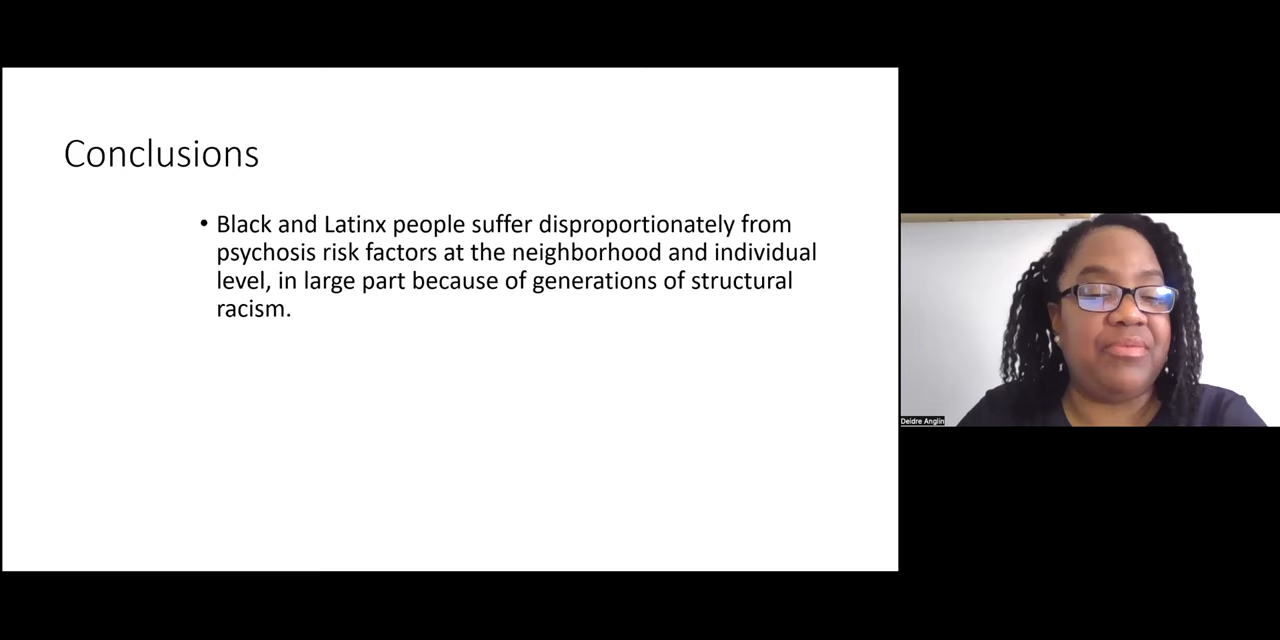 Conclusions
• Black and Latinx people suffer disproportionately from
psychosis risk factors at the neighborhood and individual
level, in large part because of generations of structural
racism.
Deidre Anglin